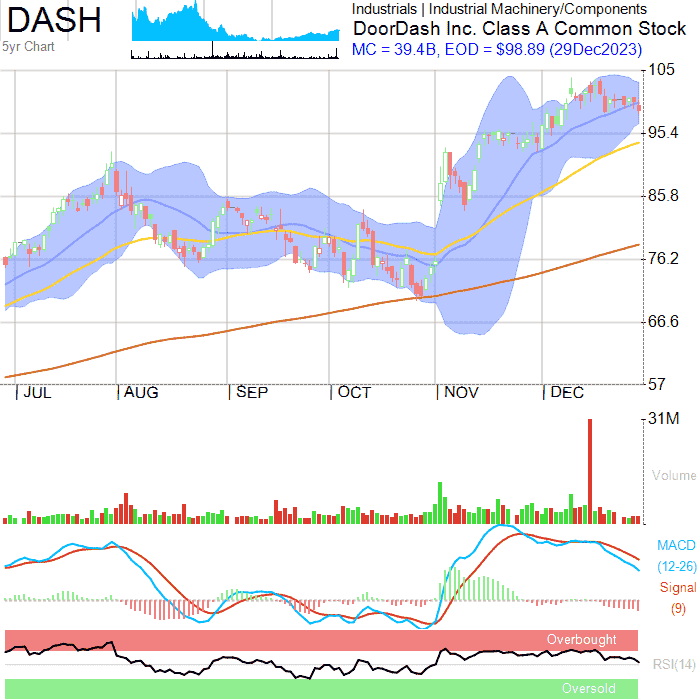 DASH
5yr Chart
Industrials | Industrial Machinery/Components
DoorDash Inc. Class A Common Stock
MC = 39.4B, EOD = $98.89 (29Dec2023)
105
95.4
85.8
76.2
66.6
57
JUL
AUG
SEP
OCT
NOV
DEC
31M
Volume
MACD
(12-26)
Signal
(9)
Overbought
RSI(14)
Oversold